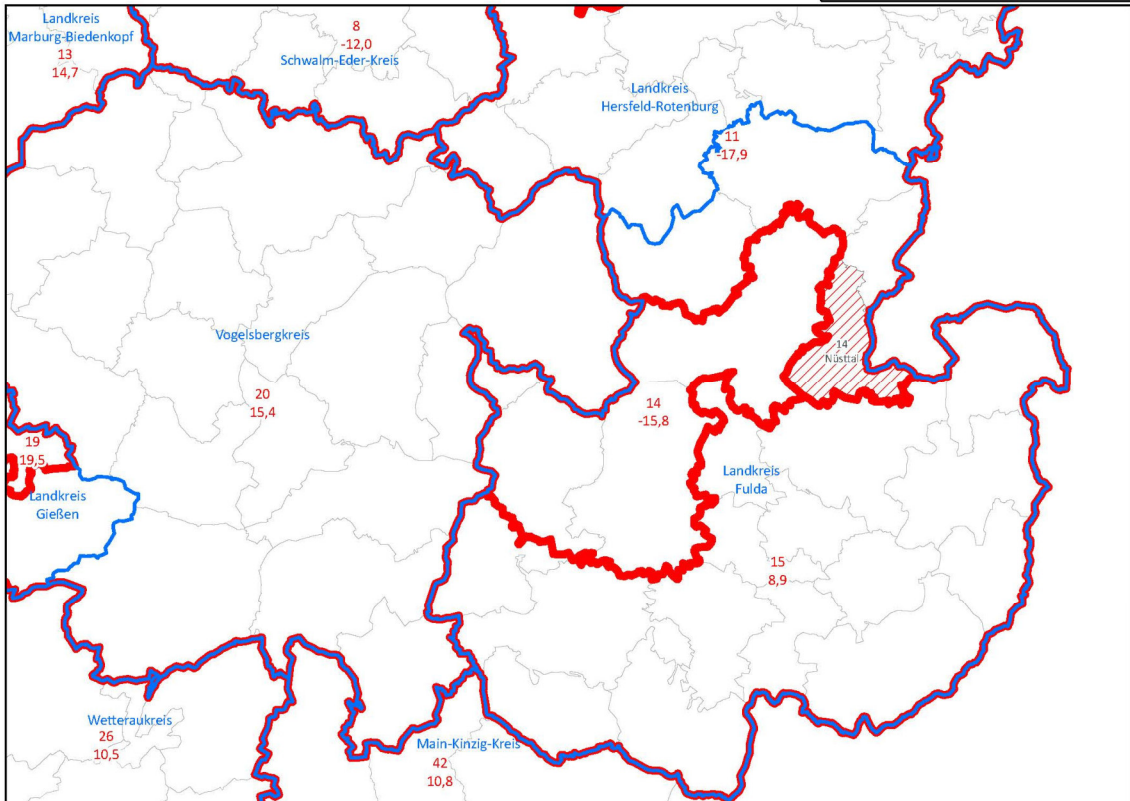 Landkreis
Marburg-Biedenkopf
13
14,7
8
-12,0
Schwalm-Eder-Kreis
Landkreis
Hersfeld-Rotenburg
11
-17,9
Vogelsbergkreis
20
15,4
14
Nüsttal
14
-15,8
19
19,5
Landkreis
Gießen
Landkreis
Fulda
15
8,9
Wetteraukreis
26
10,5
Main-Kinzig-Kreis
42
10,8